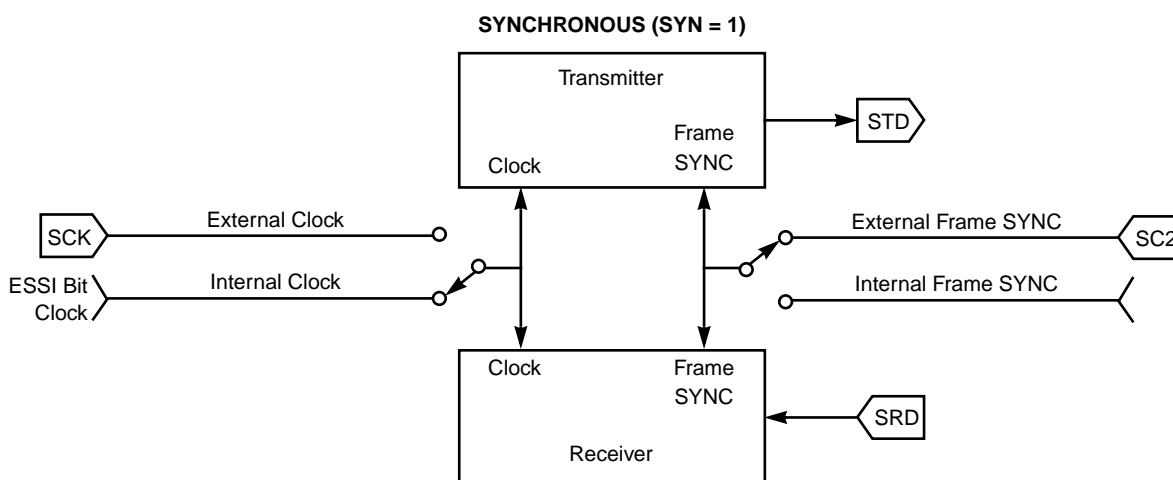 SYNCHRONOUS (SYN = 1)
Transmitter
STD
Frame
SYNC
Clock
SCK
External Clock
External Frame SYNC
SC2
ESSI Bit
Clock
Internal Clock
Internal Frame SYNC
Clock
Frame
SYNC
SRD
Receiver